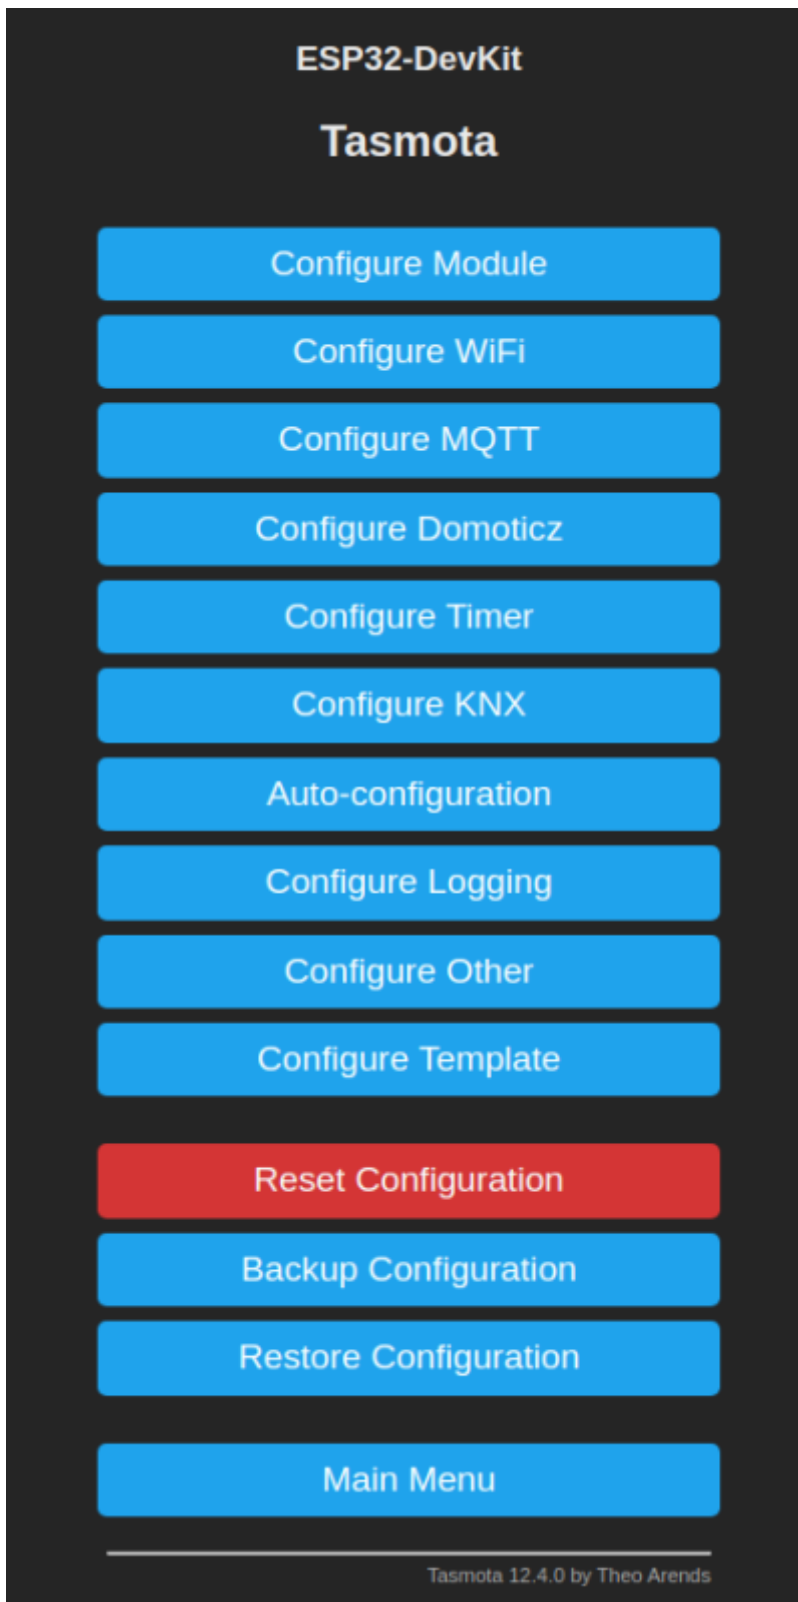 ESP32-DevKit
Tasmota
Configure Module
Configure WiFi
Configure MQTT
Configure Domoticz
Configure Timer
Configure KNX
Auto-configuration
Configure Logging
Configure Other
Configure Template
Reset Configuration
Backup Configuration
Restore Configuration
Main Menu
Tasmota 12.4.0 by Theo Arends